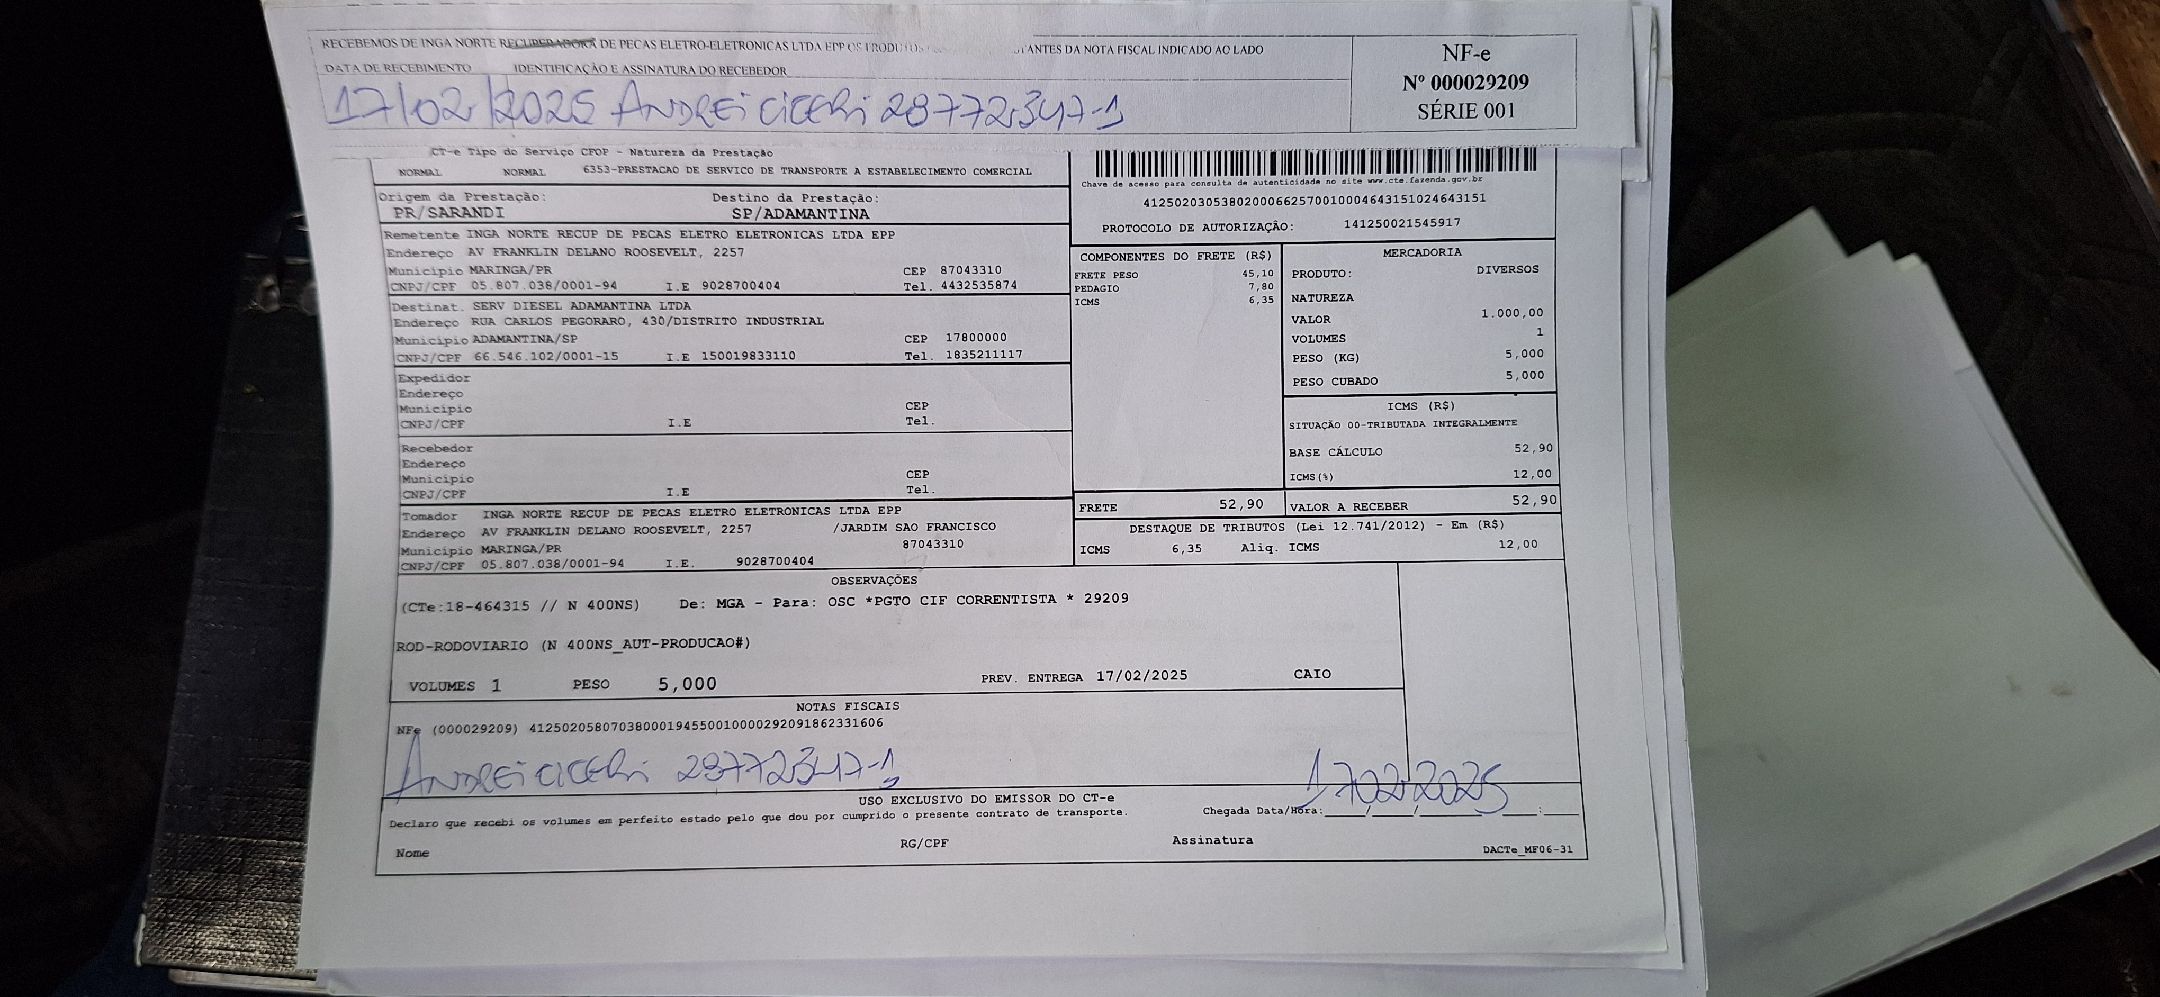 RECEBEMOS DE INGA NORTE RECUPERADORA DE PECAS ELETRO-ELETRONICAS LTDA EPP OS PRODUTOS ANTES DA NOTA FISCAL INDICADO AO LADO
DATA DE RECEBIMENTO IDENTIFICAÇÃO E ASSINATURA DO RECEBEDOR
17/02/2025 ANDREI CICERI 28772347-1
NF-e
Nº 000029209
SÉRIE 001
CT-e Tipo do Serviço CFOP - Natureza da Prestação
NORMAL NORMAL 6353-PRESTACAO DE SERVICO DE TRANSPORTE A ESTABELECIMENTO COMERCIAL
Origem da Prestação: Destino da Prestação:
PR/SARANDI SP/ADAMANTINA
Remetente INGA NORTE RECUP DE PECAS ELETRO ELETRONICAS LTDA EPP
Endereço AV FRANKLIN DELANO ROOSEVELT, 2257
Municipio MARINGA/PR CEP 87043310
CNPJ/CPF 05.807.038/0001-94 I.E 9028700404 Tel. 4432535874
Destinat. SERV DIESEL ADAMANTINA LTDA
Endereco RUA CARLOS PEGORARO, 430/DISTRITO INDUSTRIAL
Municipio ADAMANTINA/SP CEP 17800000
CNPJ/CPF 66.546.102/0001-15 I.E 150019833110 Tel. 1835211117
Expedidor
Endereço
Municipio CEP
CNPJ/CPF I.E Tel.
Recebedor
Endereco
Municipio CEP
CNPJ/CPF I.E Tel.
Tomador INGA NORTE RECUP DE PECAS ELETRO ELETRONICAS LTDA EPP
Endereço AV FRANKLIN DELANO ROOSEVELT, 2257 /JARDIM SAO FRANCISCO
Municipio MARINGA/PR 87043310
CNPJ/CPF 05.807.038/0001-94 I.E. 9028700404
Chave de acesso para consulta de autenticidade no site www.cte.fazenda.gov.br
41250203053802000662570010004643151024643151
PROTOCOLO DE AUTORIZAÇÃO: 141250021545917
COMPONENTES DO FRETE (R$)
FRETE PESO 45,10
PEDAGIO 7,80
ICMS 6,35
MERCADORIA
PRODUTO: DIVERSOS
NATUREZA
VALOR 1.000,00
VOLUMES 1
PESO (KG) 5,000
PESO CUBADO 5,000
ICMS (R$)
SITUAÇÃO 00-TRIBUTADA INTEGRALMENTE
BASE CÁLCULO 52,90
ICMS(%) 12,00
FRETE 52,90 VALOR A RECEBER 52,90
DESTAQUE DE TRIBUTOS (Lei 12.741/2012) - Em (R$)
ICMS 6,35 Aliq. ICMS 12,00
OBSERVAÇÕES
(CTe:18-464315 // N 400NS) De: MGA - Para: OSC *PGTO CIF CORRENTISTA * 29209
ROD-RODOVIARIO (N 400NS_AUT-PRODUCAO#)
VOLUMES 1 PESO 5,000 PREV. ENTREGA 17/02/2025 CAIO
NOTAS FISCAIS
NFe (000029209) 41250205807038000194550010000292091862331606
ANDREI CICERI 28772347-1 17022025
USO EXCLUSIVO DO EMISSOR DO CT-e
Declaro que recebi os volumes em perfeito estado pelo que dou por cumprido o presente contrato de transporte. Chegada Data/Hora:____/____/______ ____:____
Nome RG/CPF Assinatura DACTe_MF06-31